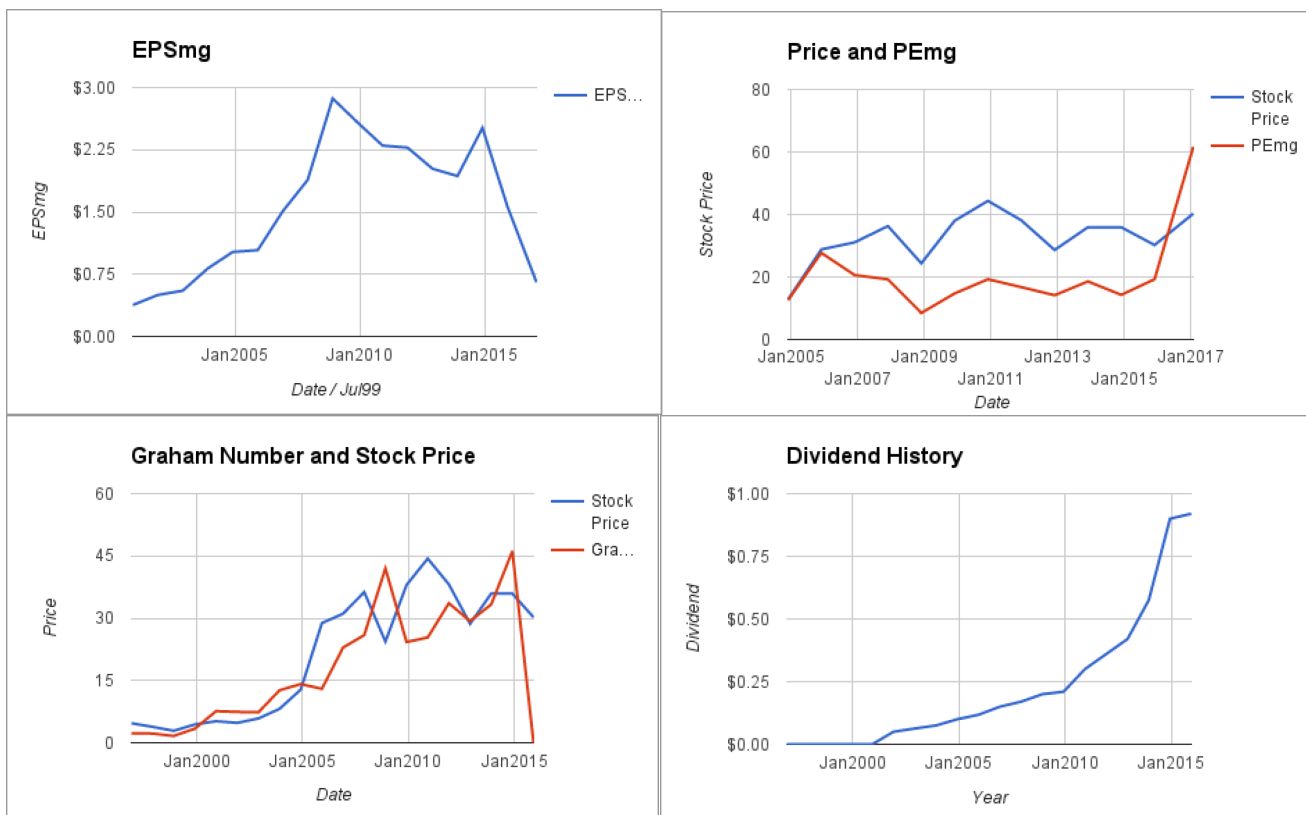 EPSmg
$3.00
$2.25
$1.50
$0.75
$0.00
EPSmg
Jan2005 Jan2010 Jan2015
Date / Jul99
EPS…
Price and PEmg
80
60
40
20
0
Stock Price
Jan2005 Jan2009 Jan2013 Jan2017
Jan2007 Jan2011 Jan2015
Date
Stock
Price
PEmg
Graham Number and Stock Price
60
45
30
15
0
Price
Jan2000 Jan2005 Jan2010 Jan2015
Date
Stock
Price
Gra…
Dividend History
$1.00
$0.75
$0.50
$0.25
$0.00
Dividend
Jan2000 Jan2005 Jan2010 Jan2015
Year